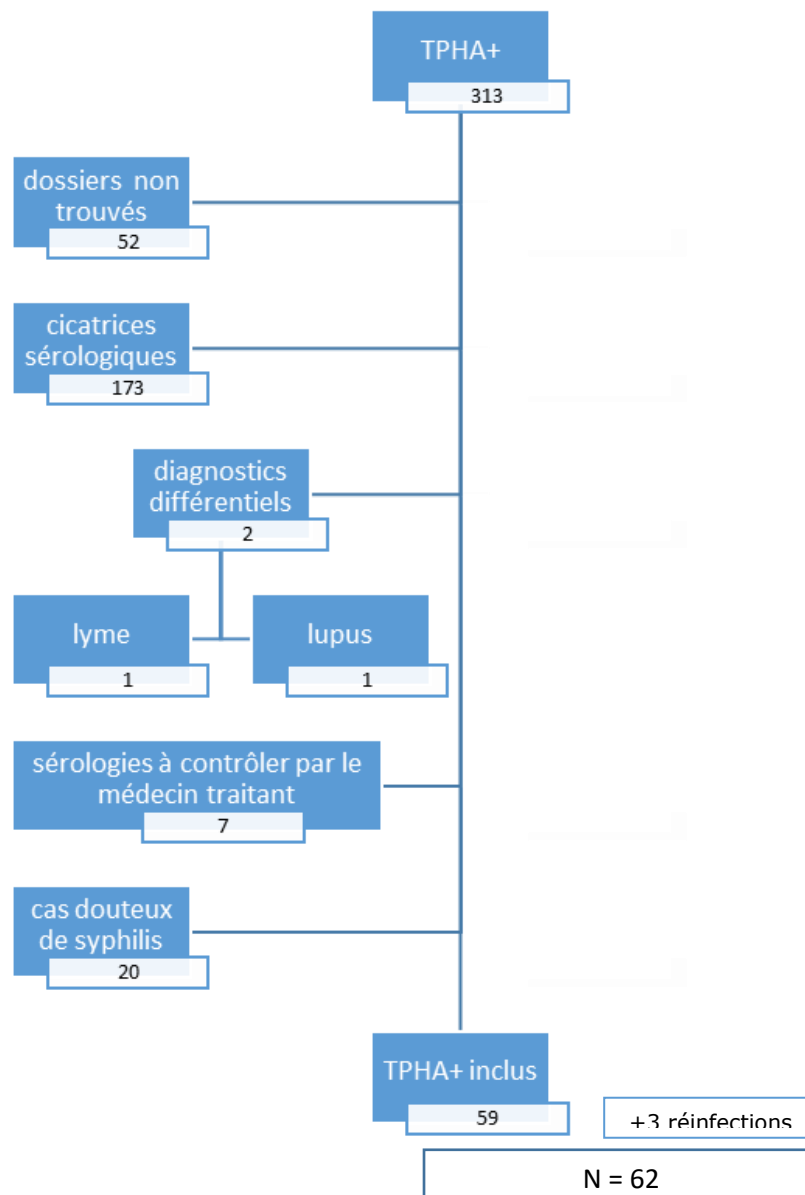 TPHA+
313
dossiers non
trouvés
52
cicatrices
sérologiques
173
diagnostics
différentiels
2
lyme
1
lupus
1
sérologies à contrôler par le
médecin traitant
7
cas douteux
de syphilis
20
TPHA+ inclus
59
+3 réinfections
N = 62